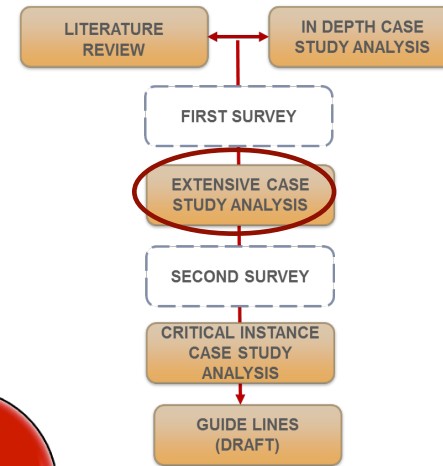 LITERATURE
REVIEW
IN DEPTH CASE
STUDY ANALYSIS
FIRST SURVEY
EXTENSIVE CASE
STUDY ANALYSIS
SECOND SURVEY
CRITICAL INSTANCE
CASE STUDY
ANALYSIS
GUIDE LINES
(DRAFT)